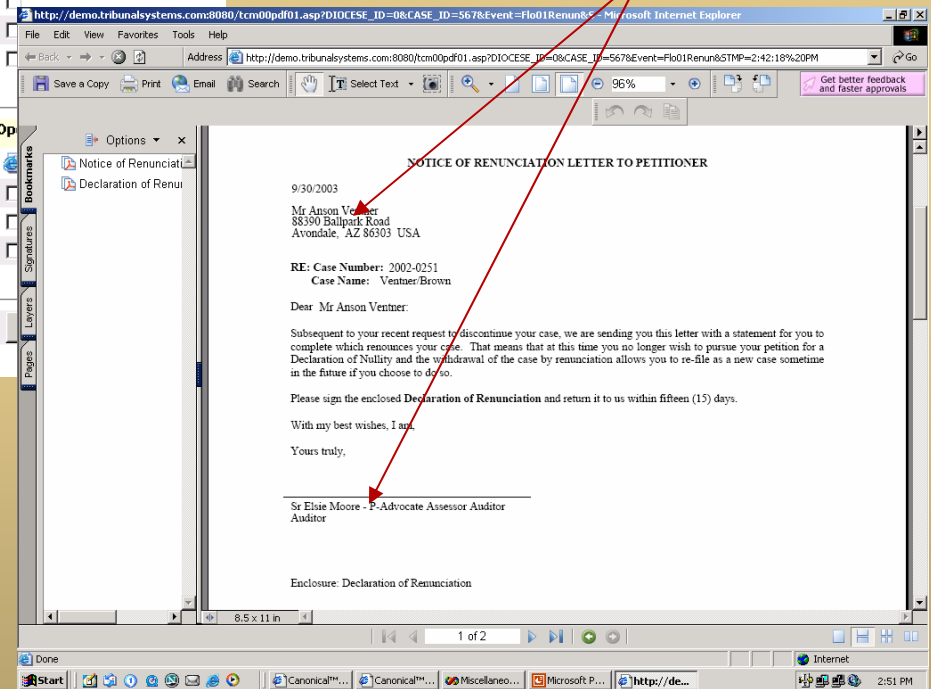 http://demo.tribunalsystems.com:8080/tcm00pdf01.asp?DIOCESE_ID=0&CASE_ID=567&Event=Flo01Renun&S - Microsoft Internet Explorer
File Edit View Favorites Tools Help
Back Address http://demo.tribunalsystems.com:8080/tcm00pdf01.asp?DIOCESE_ID=0&CASE_ID=567&Event=Flo01Renun&STMP=2:42:18%20PM Go
Save a Copy Print Email Search Select Text 96% Get better feedback
and faster approvals
Op
Options
Bookmarks
Signatures
Layers
Pages
Notice of Renunciati
Declaration of Renu
NOTICE OF RENUNCIATION LETTER TO PETITIONER
9/30/2003
Mr Anson Ventner
88390 Ballpark Road
Avondale, AZ 86303 USA
RE: Case Number: 2002-0251
Case Name: Ventner/Brown
Dear Mr Anson Ventner:
Subsequent to your recent request to discontinue your case, we are sending you this letter with a statement for you to
complete which renounces your case. That means that at this time you no longer wish to pursue your petition for a
Declaration of Nullity and the withdrawal of the case by renunciation allows you to re-file as a new case sometime
in the future if you choose to do so.
Please sign the enclosed Declaration of Renunciation and return it to us within fifteen (15) days.
With my best wishes, I am,
Yours truly,
Sr Elsie Moore - P-Advocate Assessor Auditor
Auditor
Enclosure: Declaration of Renunciation
8.5 x 11 in
1 of 2
Done Internet
Start Canonical™... Canonical™... Miscellaneo... Microsoft P... http://de... 2:51 PM